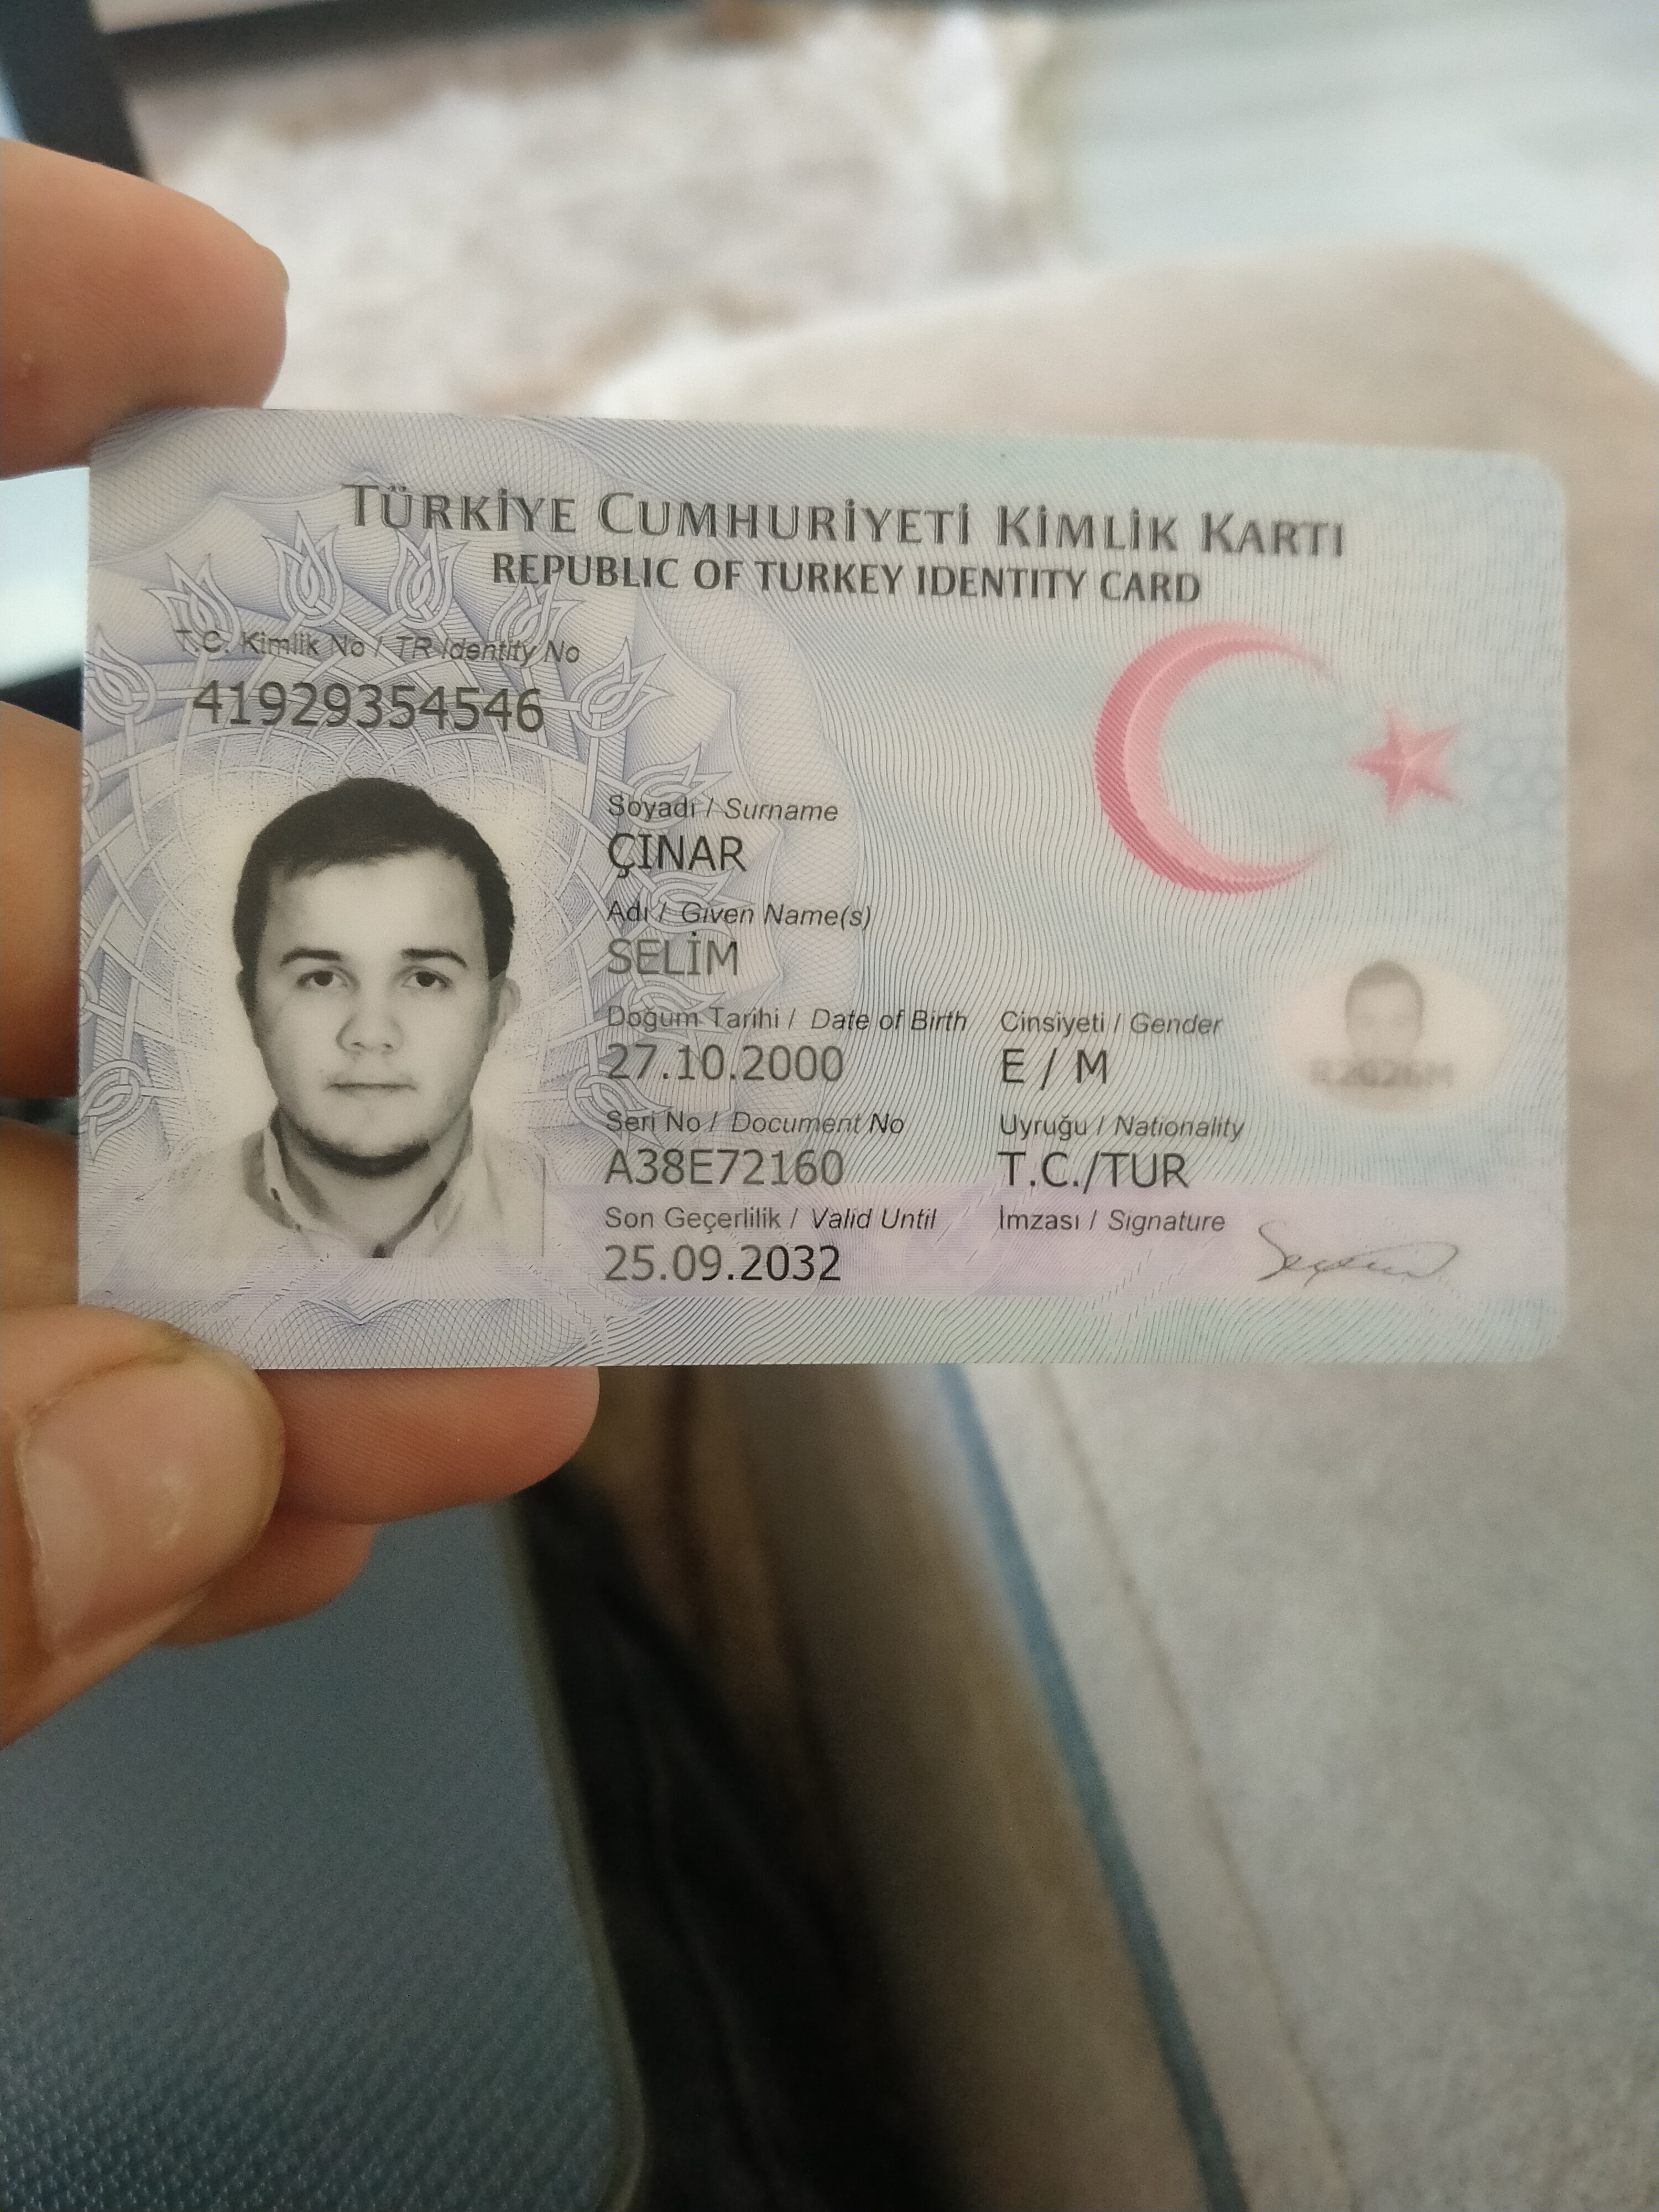 TÜRKİYE CUMHURİYETİ KİMLİK KARTI
REPUBLIC OF TURKEY IDENTITY CARD
T.C. Kimlik No / TR Identity No
41929354546
Soyadı / Surname
ÇINAR
Adı / Given Name(s)
SELİM
Doğum Tarihi / Date of Birth Cinsiyeti / Gender
27.10.2000 E / M
Seri No / Document No Uyruğu / Nationality
A38E72160 T.C./TUR
Son Geçerlilik / Valid Until İmzası / Signature
25.09.2032